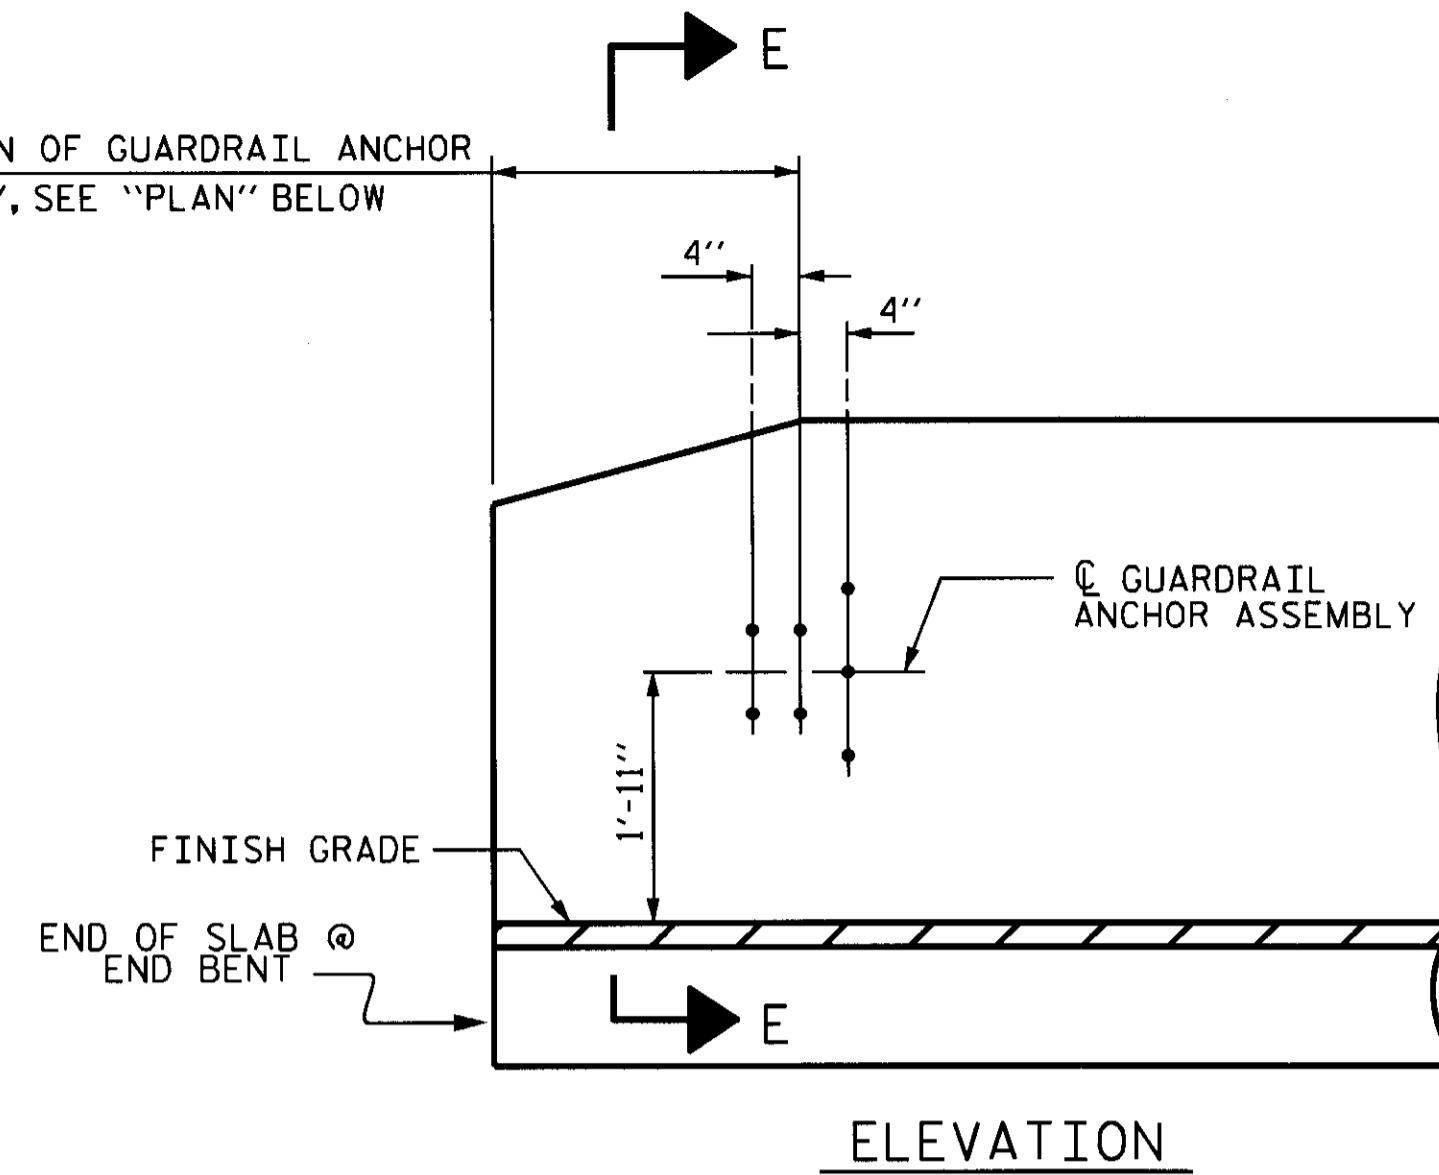 E
N OF GUARDRAIL ANCHOR
Y, SEE "PLAN" BELOW
4"
4"
℄ GUARDRAIL
ANCHOR ASSEMBLY
1'-11"
FINISH GRADE
END OF SLAB @
END BENT
E
ELEVATION